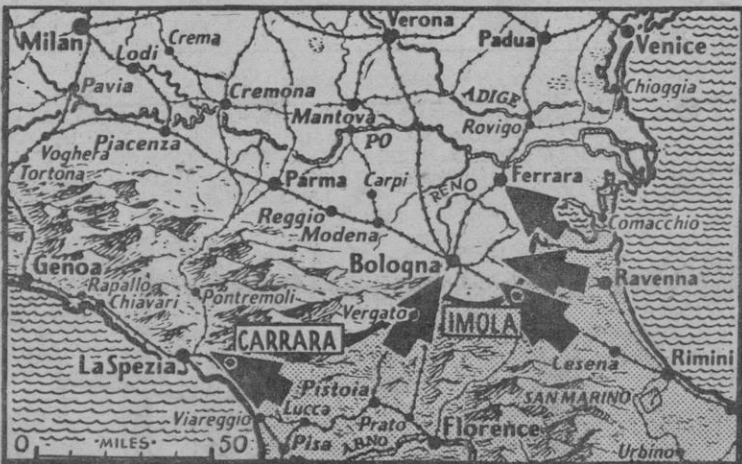 Milan
Crema
Lodi
Verona
Padua
Venice
Pavia
Cremona
Mantova
ADIGE
Chioggia
Rovigo
Voghera
Tortona
Piacenza
PO
Parma
Carpi
RENO
Ferrara
Reggio
Modena
Comacchio
Genoa
Rapallo
Chiavari
Pontremoli
Bologna
Ravenna
Vergato
IMOLA
CARRARA
La Spezia
Cesena
Rimini
Pistoia
SAN MARINO
Viareggio
Lucca
Prato
Florence
Pisa
ARNO
Urbino
0 ·MILES· 50